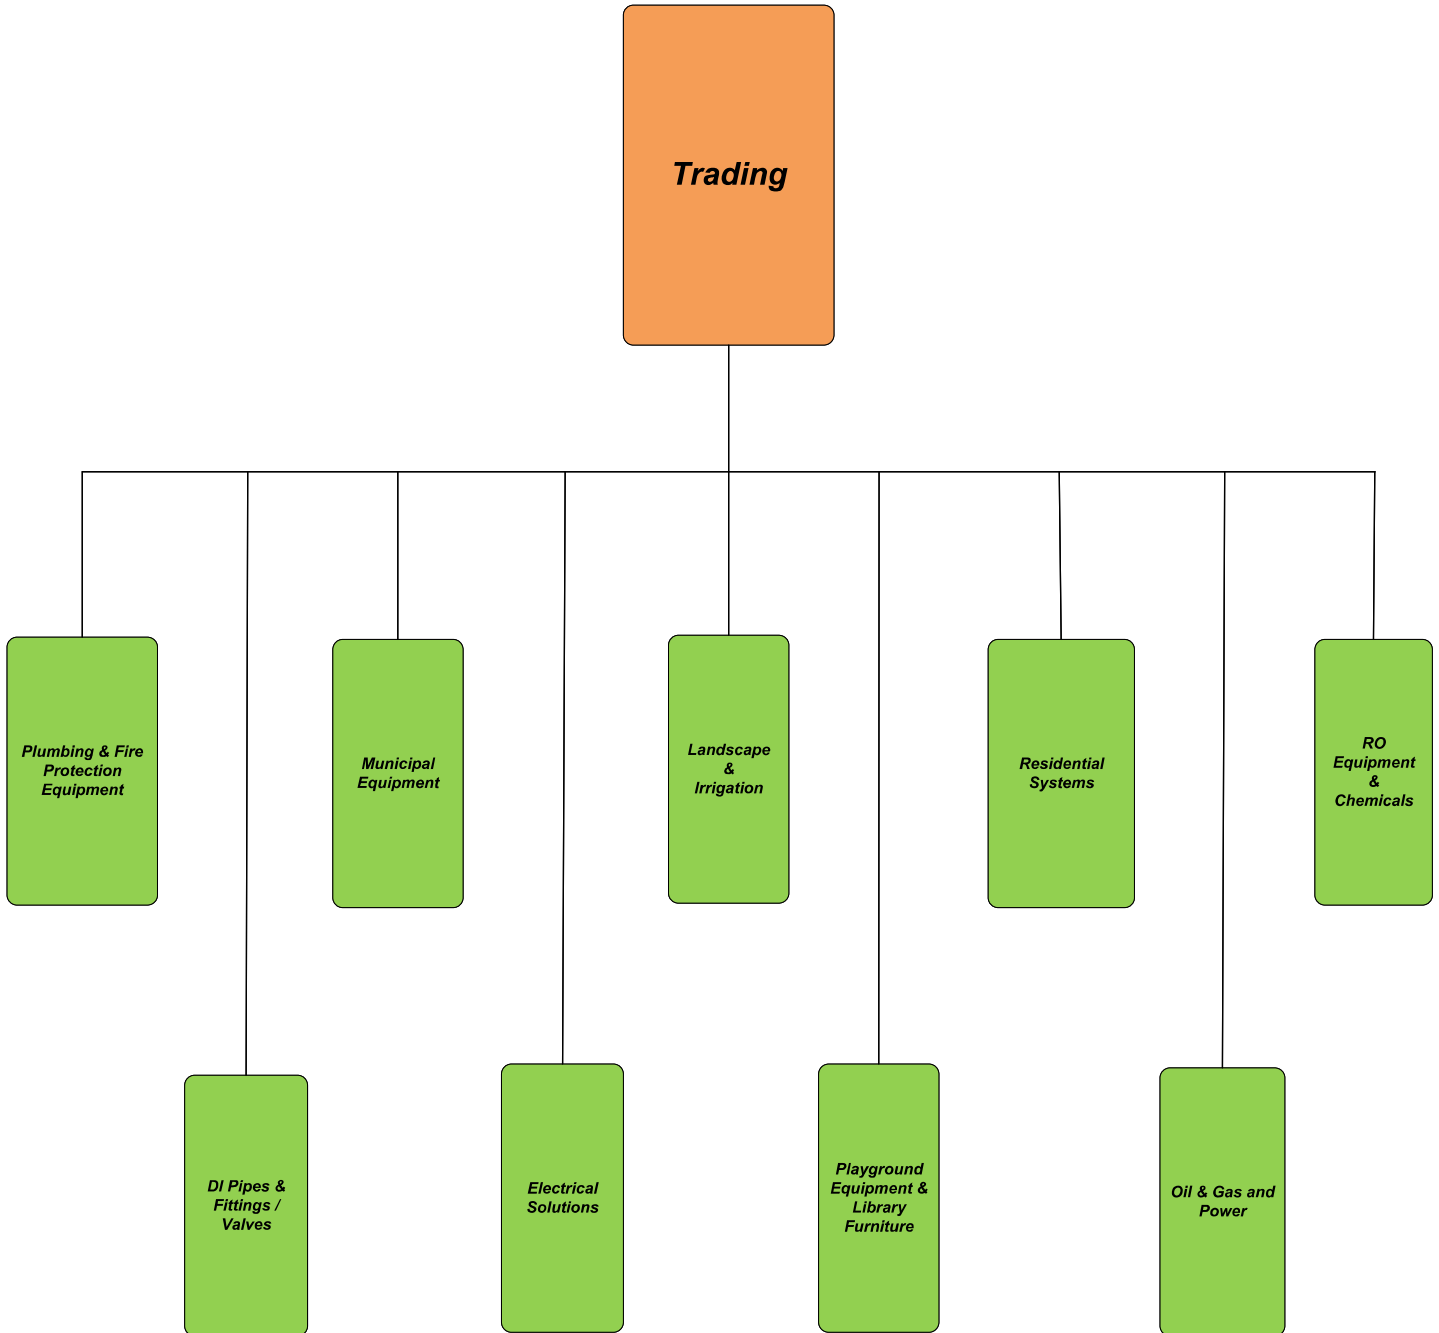 Trading
Plumbing & Fire
Protection
Equipment
Municipal
Equipment
Landscape
&
Irrigation
Residential
Systems
RO
Equipment
&
Chemicals
DI Pipes &
Fittings /
Valves
Electrical
Solutions
Playground
Equipment &
Library
Furniture
Oil & Gas and
Power